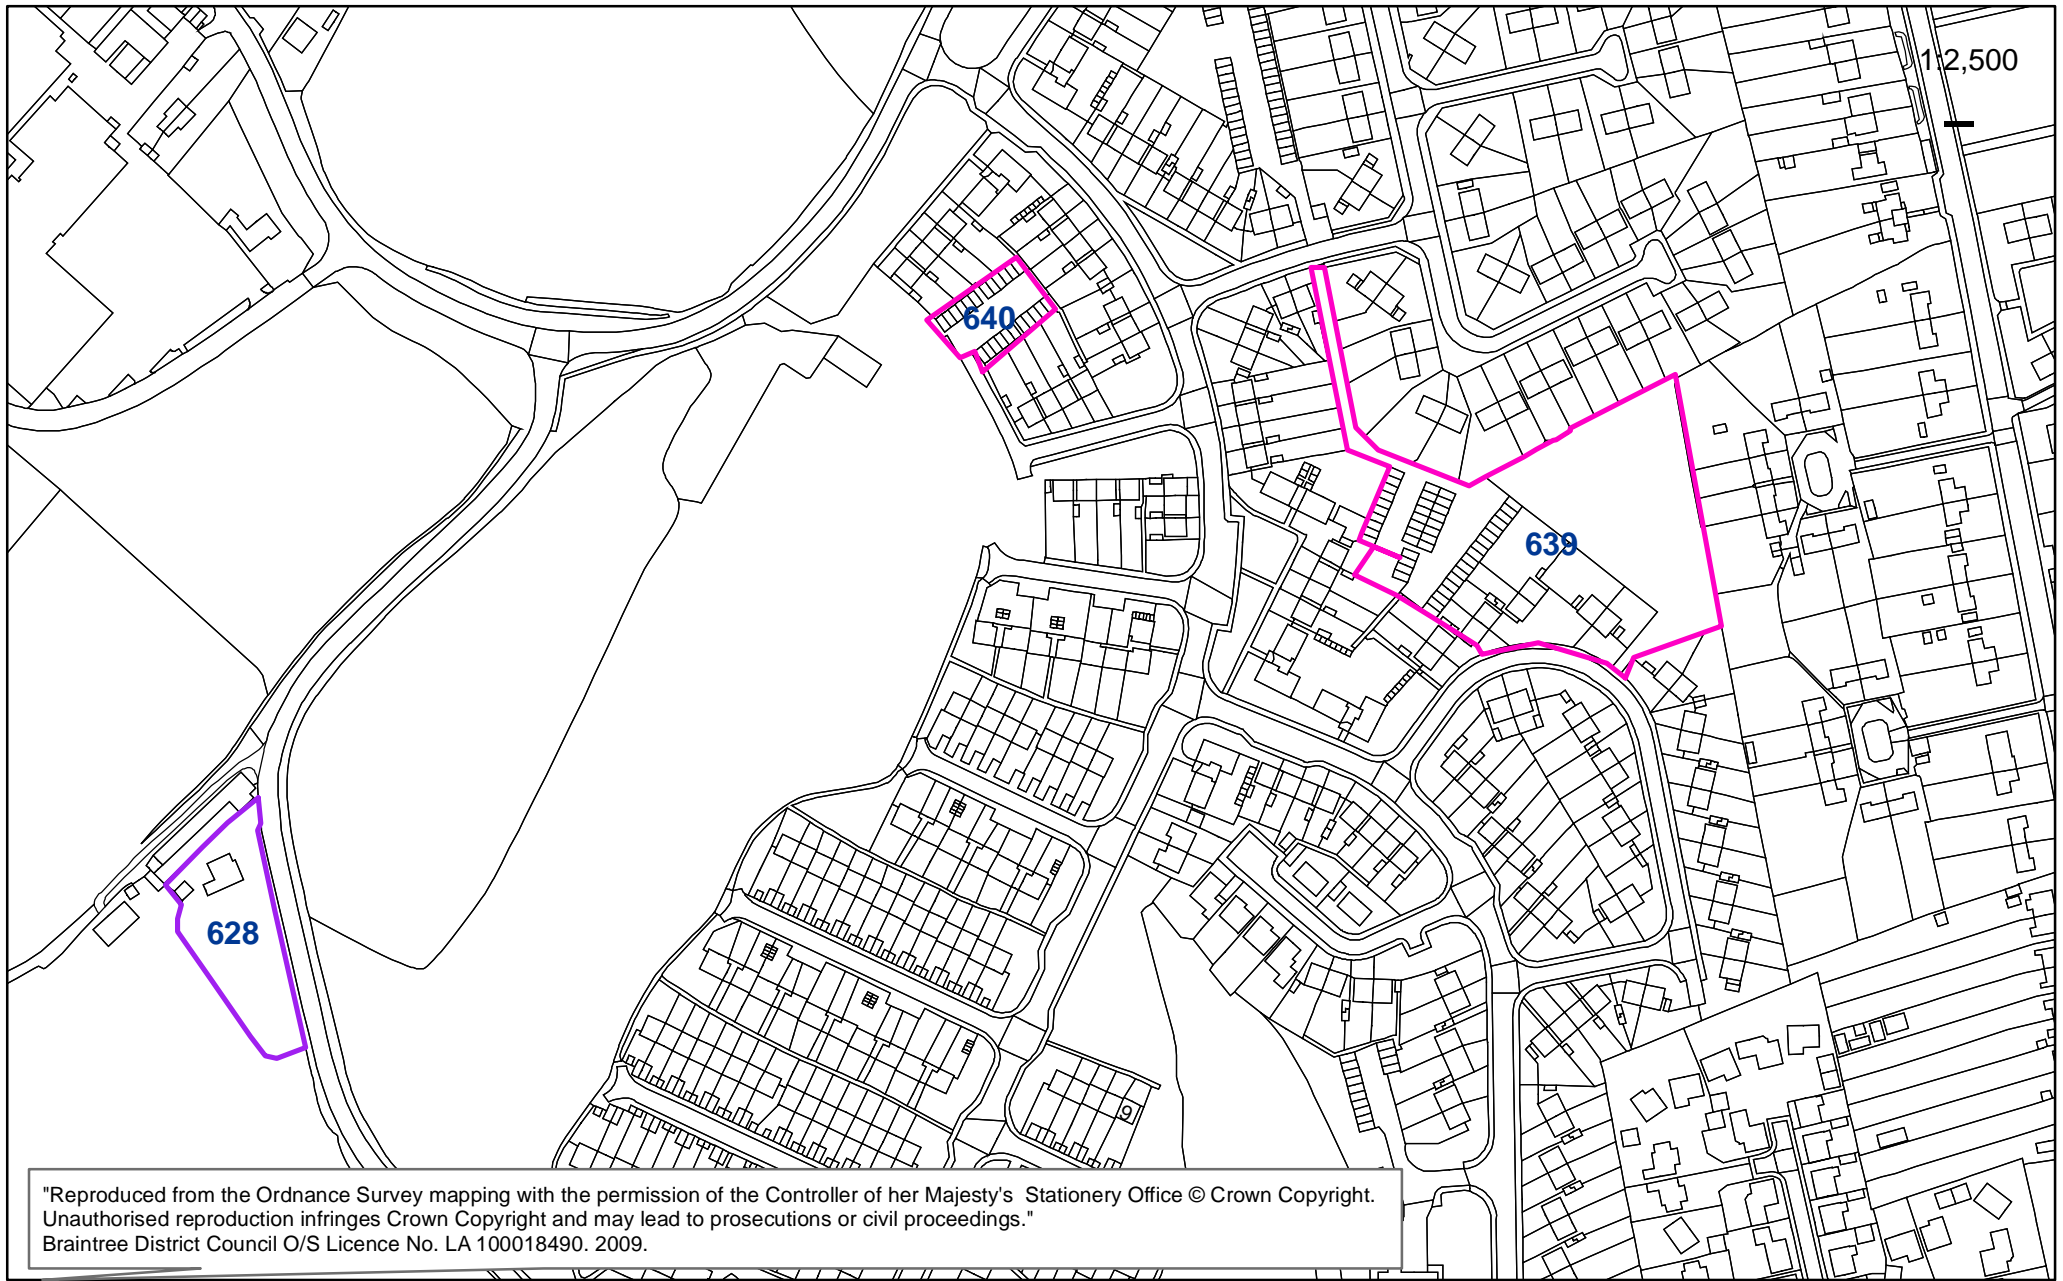 1:2,500
640
639
628
9
"Reproduced from the Ordnance Survey mapping with the permission of the Controller of her Majesty's Stationery Office © Crown Copyright.
Unauthorised reproduction infringes Crown Copyright and may lead to prosecutions or civil proceedings."
Braintree District Council O/S Licence No. LA 100018490. 2009.